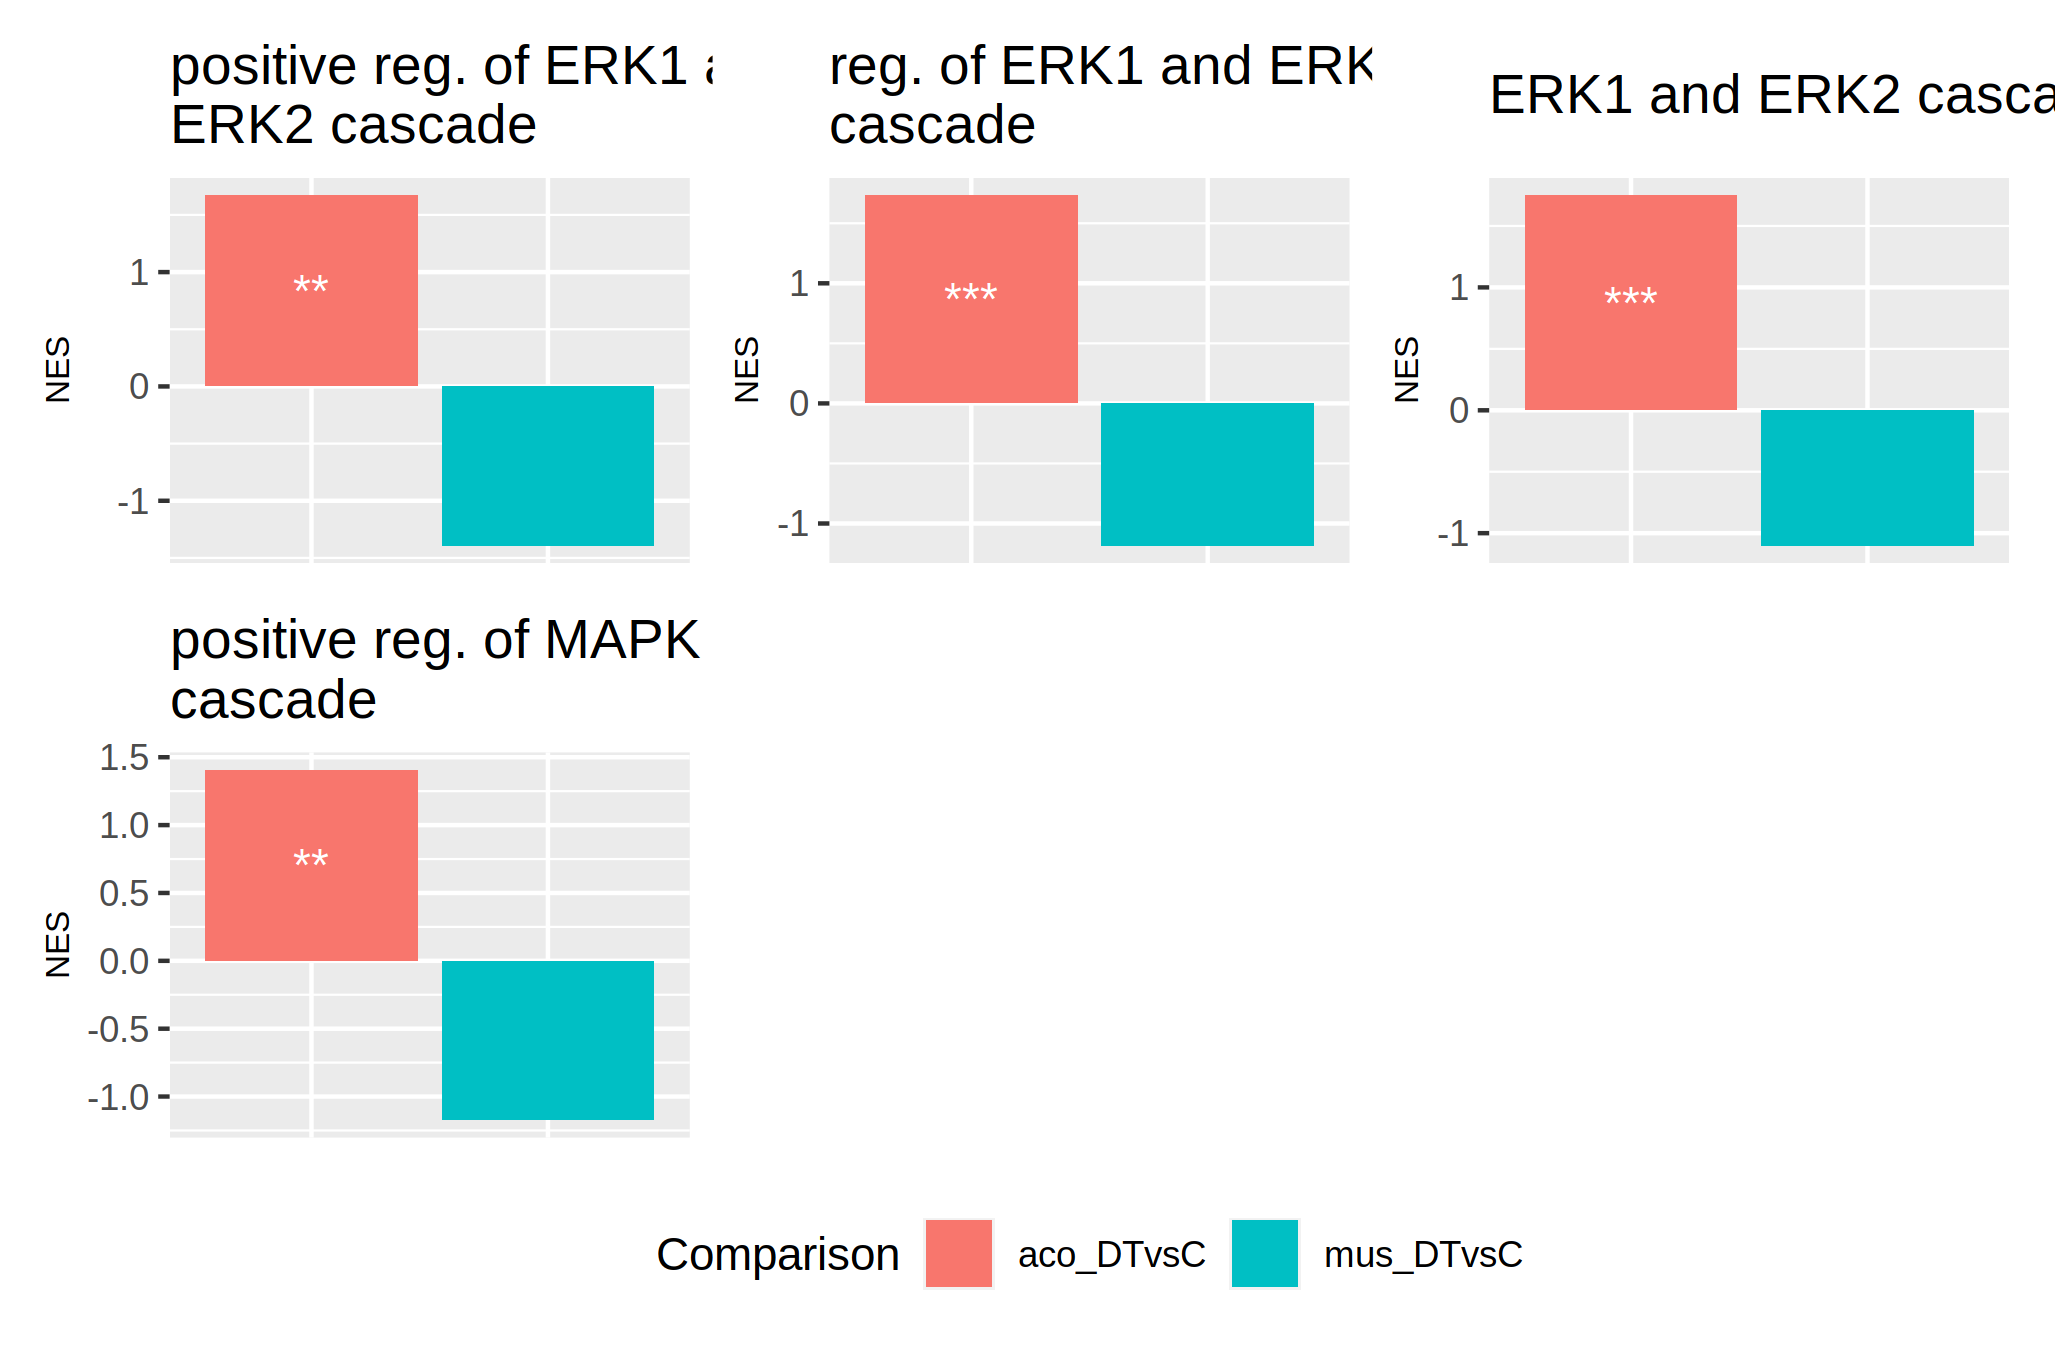 positive reg. of ERK1
ERK2 cascade
1
0
-1
NES
**
reg. of ERK1 and ERK
cascade
1
0
-1
NES
***
ERK1 and ERK2 casca
1
0
-1
NES
***
positive reg. of MAPK
cascade
1.5
1.0
0.5
0.0
-0.5
-1.0
NES
**
Comparison aco_DTvsC mus_DTvsC